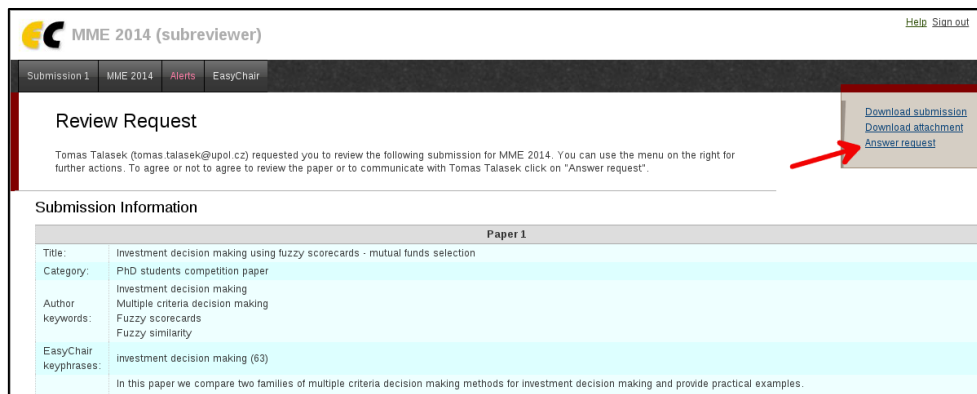 Help Sign out
EC MME 2014 (subreviewer)
Submission 1 MME 2014 Alerts EasyChair
Download submission
Download attachment
Answer request
Review Request
Tomas Talasek (tomas.talasek@upol.cz) requested you to review the following submission for MME 2014. You can use the menu on the right for
further actions. To agree or not to agree to review the paper or to communicate with Tomas Talasek click on "Answer request".
Submission Information
Paper 1
Title: Investment decision making using fuzzy scorecards - mutual funds selection
Category: PhD students competition paper
Author keywords: Investment decision making
Multiple criteria decision making
Fuzzy scorecards
Fuzzy similarity
EasyChair keyphrases: investment decision making (63)
In this paper we compare two families of multiple criteria decision making methods for investment decision making and provide practical examples.